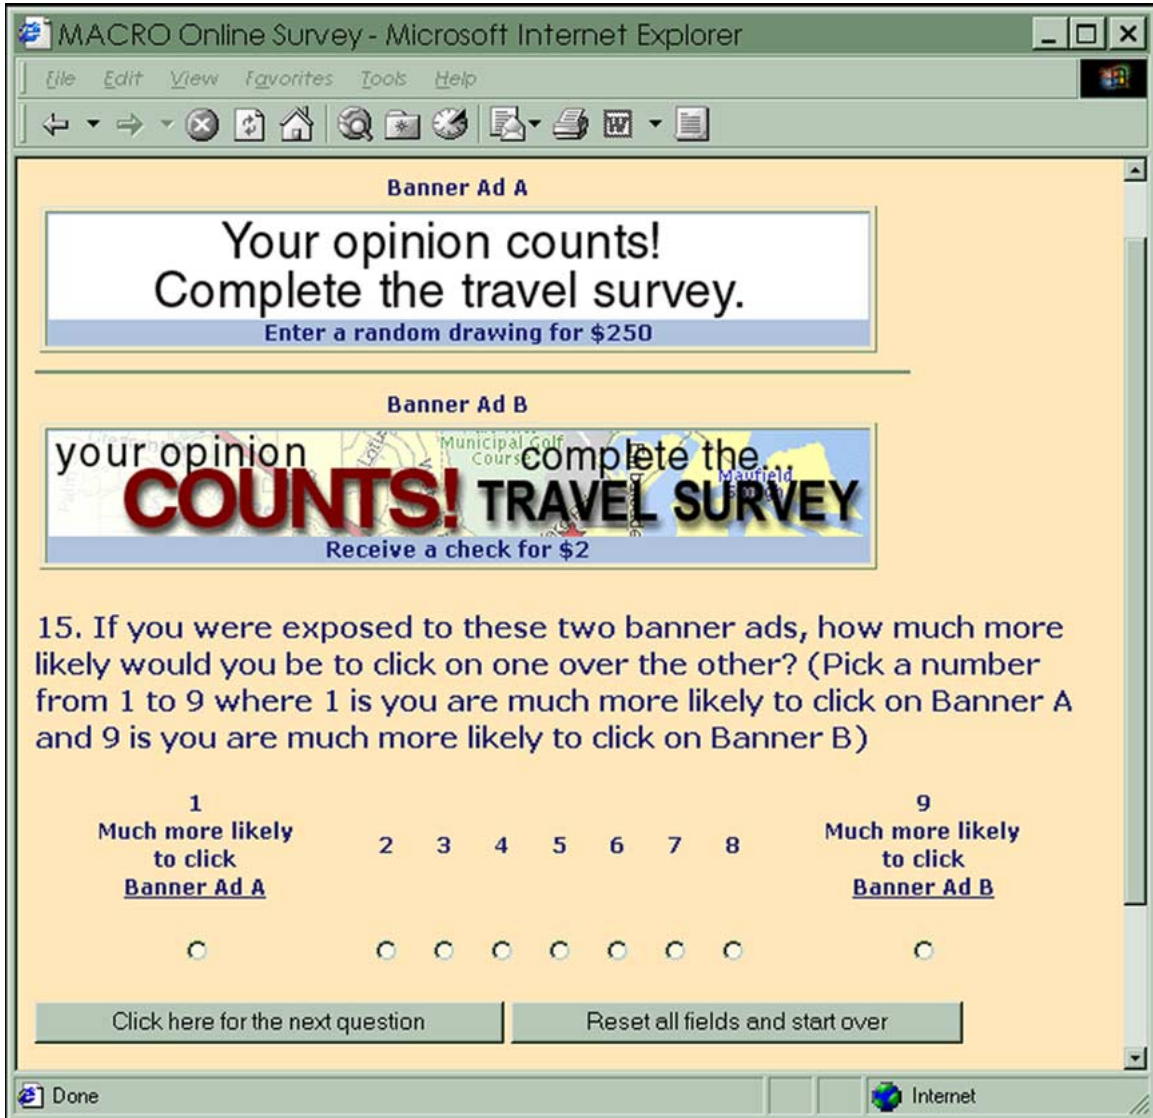 MACRO Online Survey - Microsoft Internet Explorer
File Edit View Favorites Tools Help
Banner Ad A
Your opinion counts!
Complete the travel survey.
Enter a random drawing for $250
Banner Ad B
your opinion
COUNTS!
complete the...
TRAVEL SURVEY
Municipal Golf
Course
Receive a check for $2
15. If you were exposed to these two banner ads, how much more
likely would you be to click on one over the other? (Pick a number
from 1 to 9 where 1 is you are much more likely to click on Banner A
and 9 is you are much more likely to click on Banner B)
1
Much more likely
to click
Banner Ad A
2 3 4 5 6 7 8
9
Much more likely
to click
Banner Ad B
Click here for the next question
Reset all fields and start over
Done
Internet